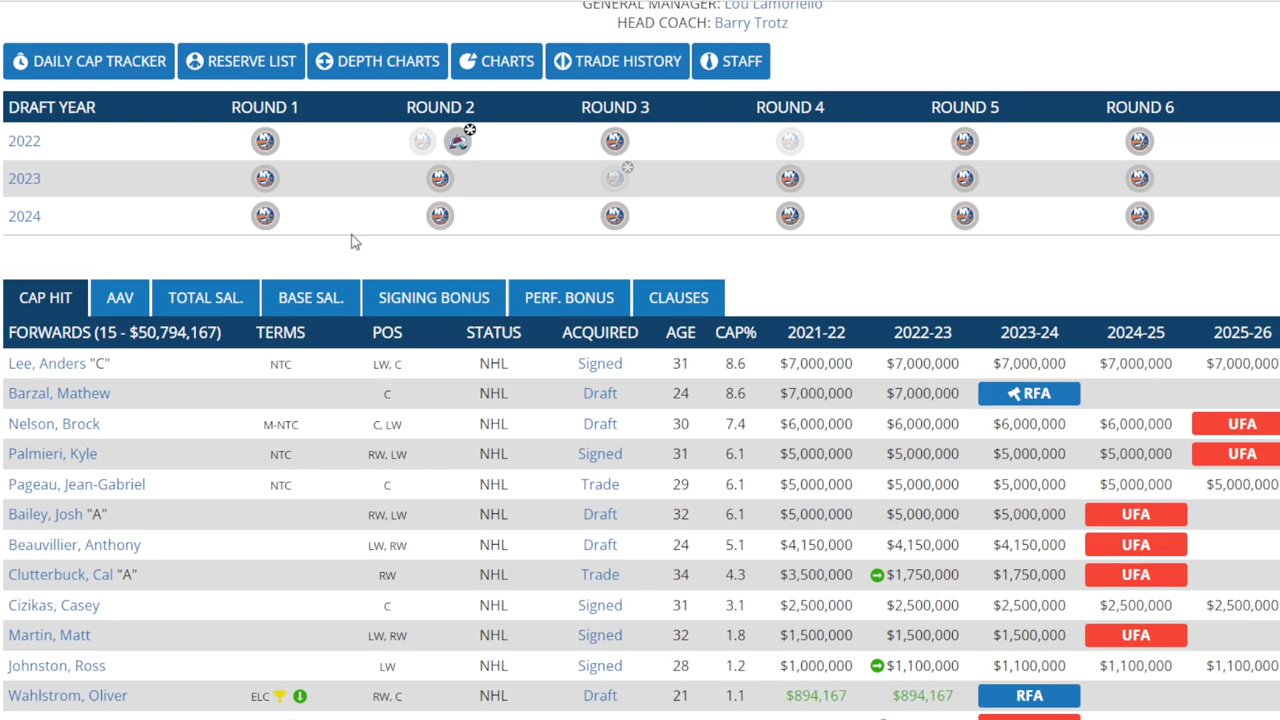 GENERAL MANAGER: Lou Lamoriello
HEAD COACH: Barry Trotz
DAILY CAP TRACKER RESERVE LIST DEPTH CHARTS CHARTS TRADE HISTORY STAFF
DRAFT YEAR ROUND 1 ROUND 2 ROUND 3 ROUND 4 ROUND 5 ROUND 6
2022
2023
2024
CAP HIT AAV TOTAL SAL. BASE SAL. SIGNING BONUS PERF. BONUS CLAUSES
FORWARDS (15 - $50,794,167) TERMS POS STATUS ACQUIRED AGE CAP% 2021-22 2022-23 2023-24 2024-25 2025-26
Lee, Anders "C" NTC LW, C NHL Signed 31 8.6 $7,000,000 $7,000,000 $7,000,000 $7,000,000 $7,000,000
Barzal, Mathew C NHL Draft 24 8.6 $7,000,000 $7,000,000 RFA
Nelson, Brock M-NTC C, LW NHL Draft 30 7.4 $6,000,000 $6,000,000 $6,000,000 $6,000,000 UFA
Palmieri, Kyle NTC RW, LW NHL Signed 31 6.1 $5,000,000 $5,000,000 $5,000,000 $5,000,000 UFA
Pageau, Jean-Gabriel NTC C NHL Trade 29 6.1 $5,000,000 $5,000,000 $5,000,000 $5,000,000 $5,000,000
Bailey, Josh "A" RW, LW NHL Draft 32 6.1 $5,000,000 $5,000,000 $5,000,000 UFA
Beauvillier, Anthony LW, RW NHL Draft 24 5.1 $4,150,000 $4,150,000 $4,150,000 UFA
Clutterbuck, Cal "A" RW NHL Trade 34 4.3 $3,500,000 $1,750,000 $1,750,000 UFA
Cizikas, Casey C NHL Signed 31 3.1 $2,500,000 $2,500,000 $2,500,000 $2,500,000 $2,500,000
Martin, Matt LW, RW NHL Signed 32 1.8 $1,500,000 $1,500,000 $1,500,000 UFA
Johnston, Ross LW NHL Signed 28 1.2 $1,000,000 $1,100,000 $1,100,000 $1,100,000 $1,100,000
Wahlstrom, Oliver ELC RW, C NHL Draft 21 1.1 $894,167 $894,167 RFA